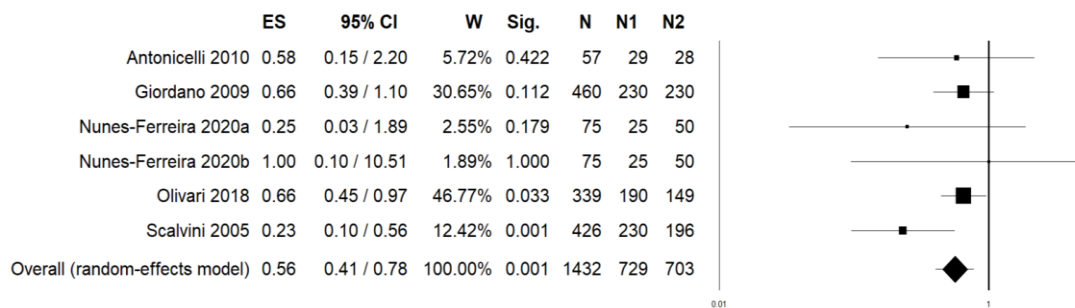 ES 95% CI W Sig. N N1 N2
Antonicelli 2010 0.58 0.15 / 2.20 5.72% 0.422 57 29 28
Giordano 2009 0.66 0.39 / 1.10 30.65% 0.112 460 230 230
Nunes-Ferreira 2020a 0.25 0.03 / 1.89 2.55% 0.179 75 25 50
Nunes-Ferreira 2020b 1.00 0.10 / 10.51 1.89% 1.000 75 25 50
Olivari 2018 0.66 0.45 / 0.97 46.77% 0.033 339 190 149
Scalvini 2005 0.23 0.10 / 0.56 12.42% 0.001 426 230 196
Overall (random-effects model) 0.56 0.41 / 0.78 100.00% 0.001 1432 729 703
0.01 1